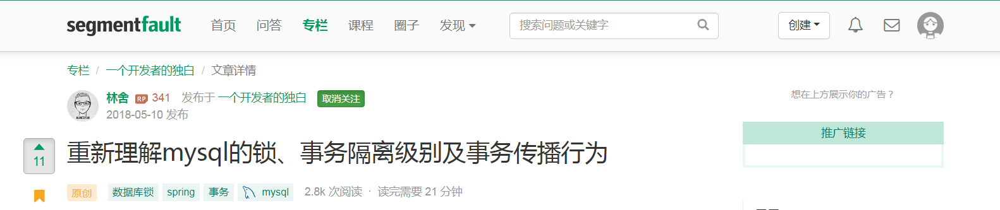 segmentfault 首页 问答 专栏 课程 圈子 发现 搜索问题或关键字 创建
专栏 / 一个开发者的独白 / 文章详情
林舍 RP 341 发布于 一个开发者的独白 取消关注
2018-05-10 发布
想在上方展示你的广告？
推广链接
11
重新理解mysql的锁、事务隔离级别及事务传播行为
原创 数据库锁 spring 事务 mysql 2.8k 次阅读 · 读完需要 21 分钟